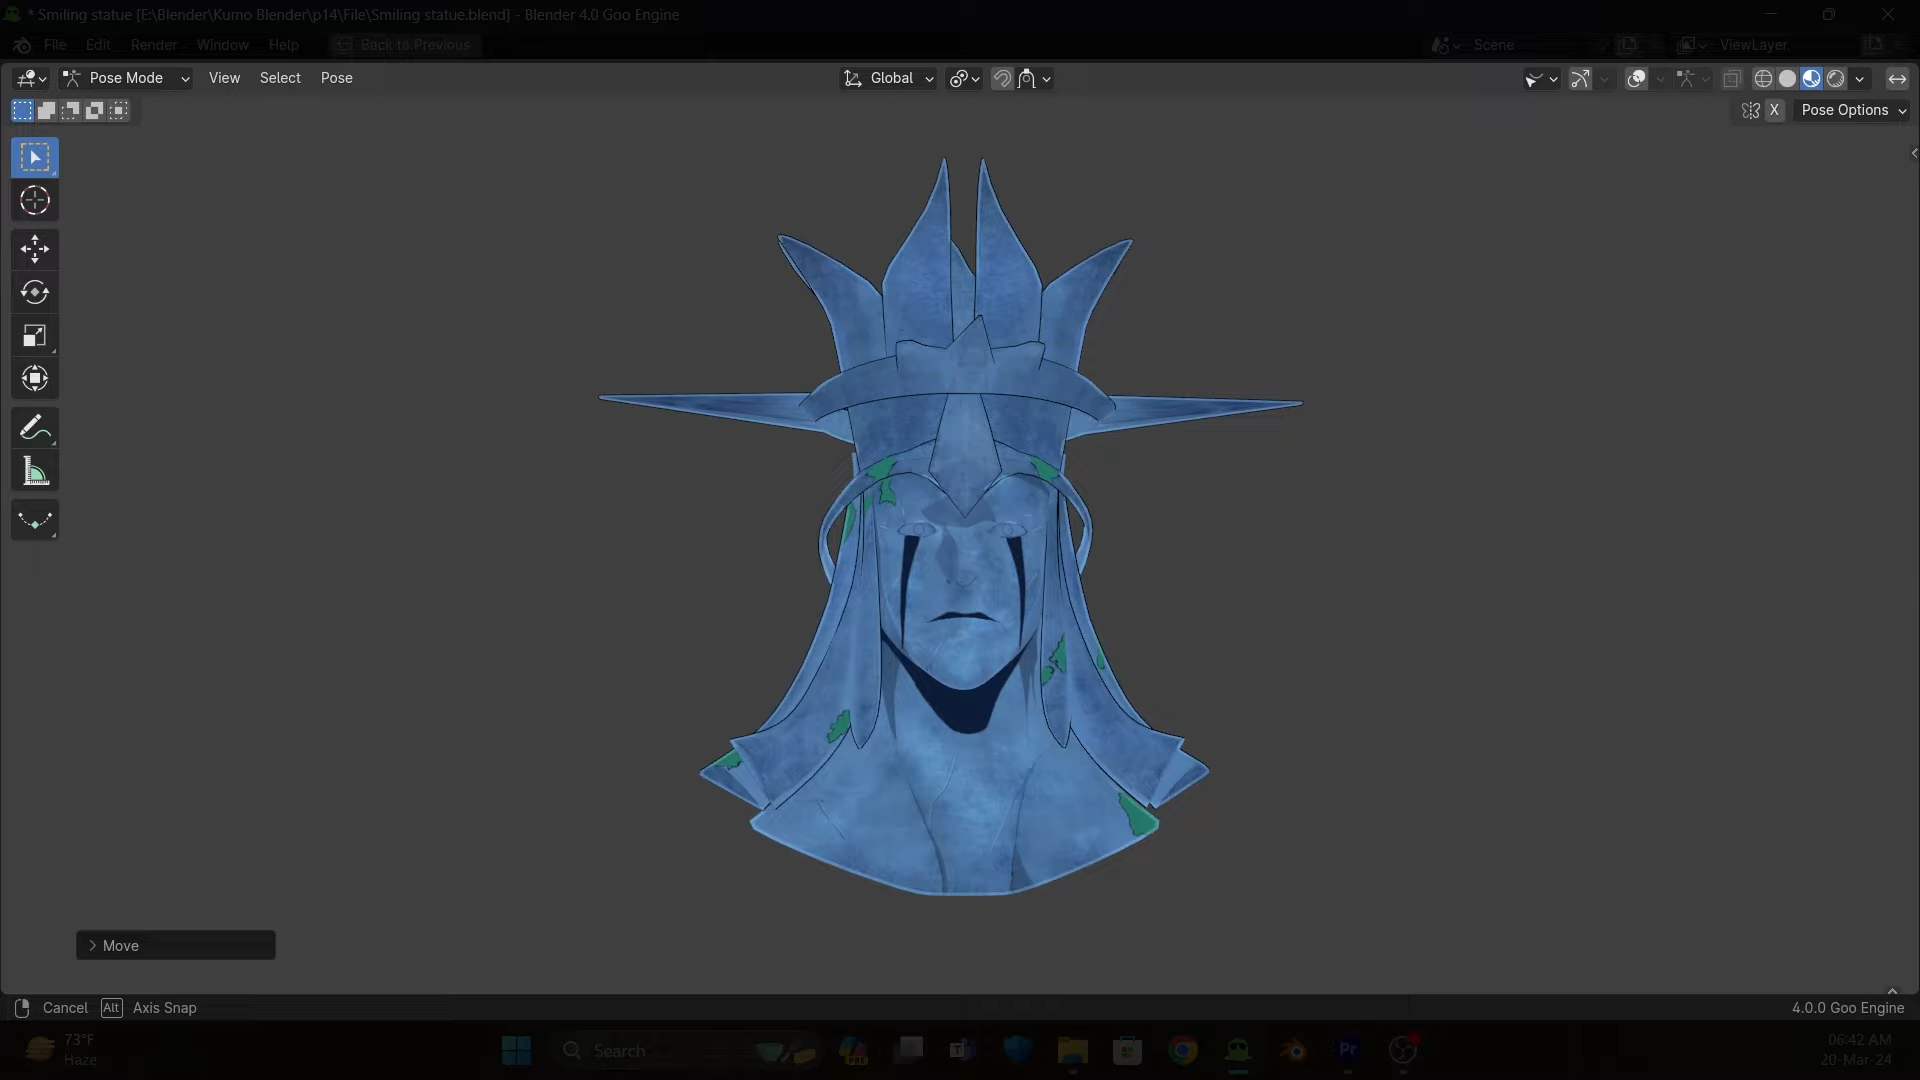 * Smiling statue [E:\Blender\Kumo Blender\p14\File\Smiling statue.blend] - Blender 4.0 Goo Engine
File Edit Render Window Help Back to Previous Scene ViewLayer
Pose Mode View Select Pose Global
X Pose Options
Move
Cancel Alt Axis Snap 4.0.0 Goo Engine
73°F
Haze
Search
PRE
Pr
06:42 AM
20-Mar-24